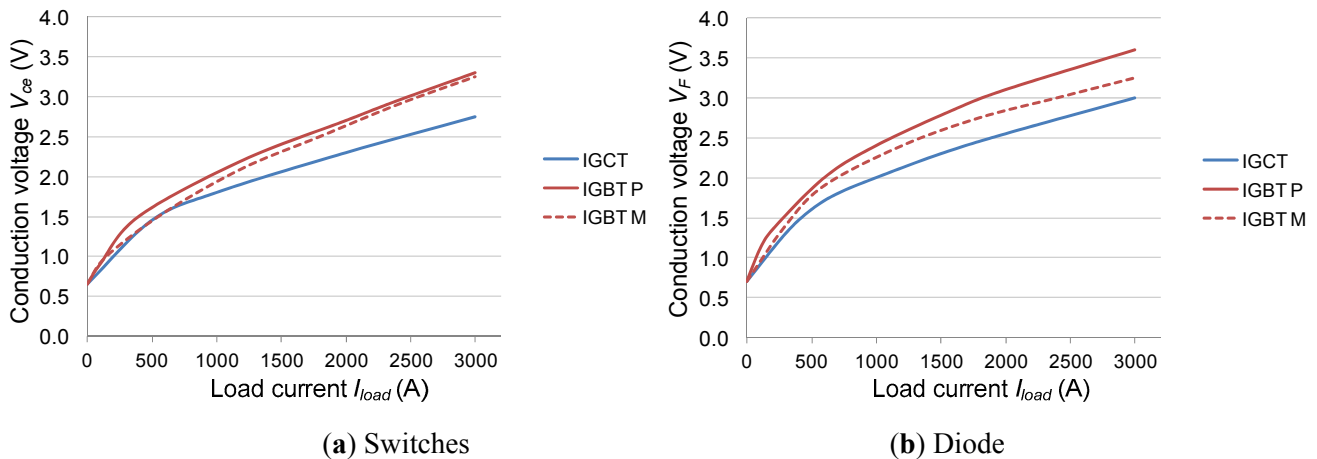 4.0
3.5
3.0
2.5
2.0
1.5
1.0
0.5
0.0
Conduction voltage Vce (V)
0 500 1000 1500 2000 2500 3000
Load current Iload (A)
IGCT
IGBT P
IGBT M
(a) Switches
4.0
3.5
3.0
2.5
2.0
1.5
1.0
0.5
0.0
Conduction voltage VF (V)
0 500 1000 1500 2000 2500 3000
Load current Iload (A)
IGCT
IGBT P
IGBT M
(b) Diode